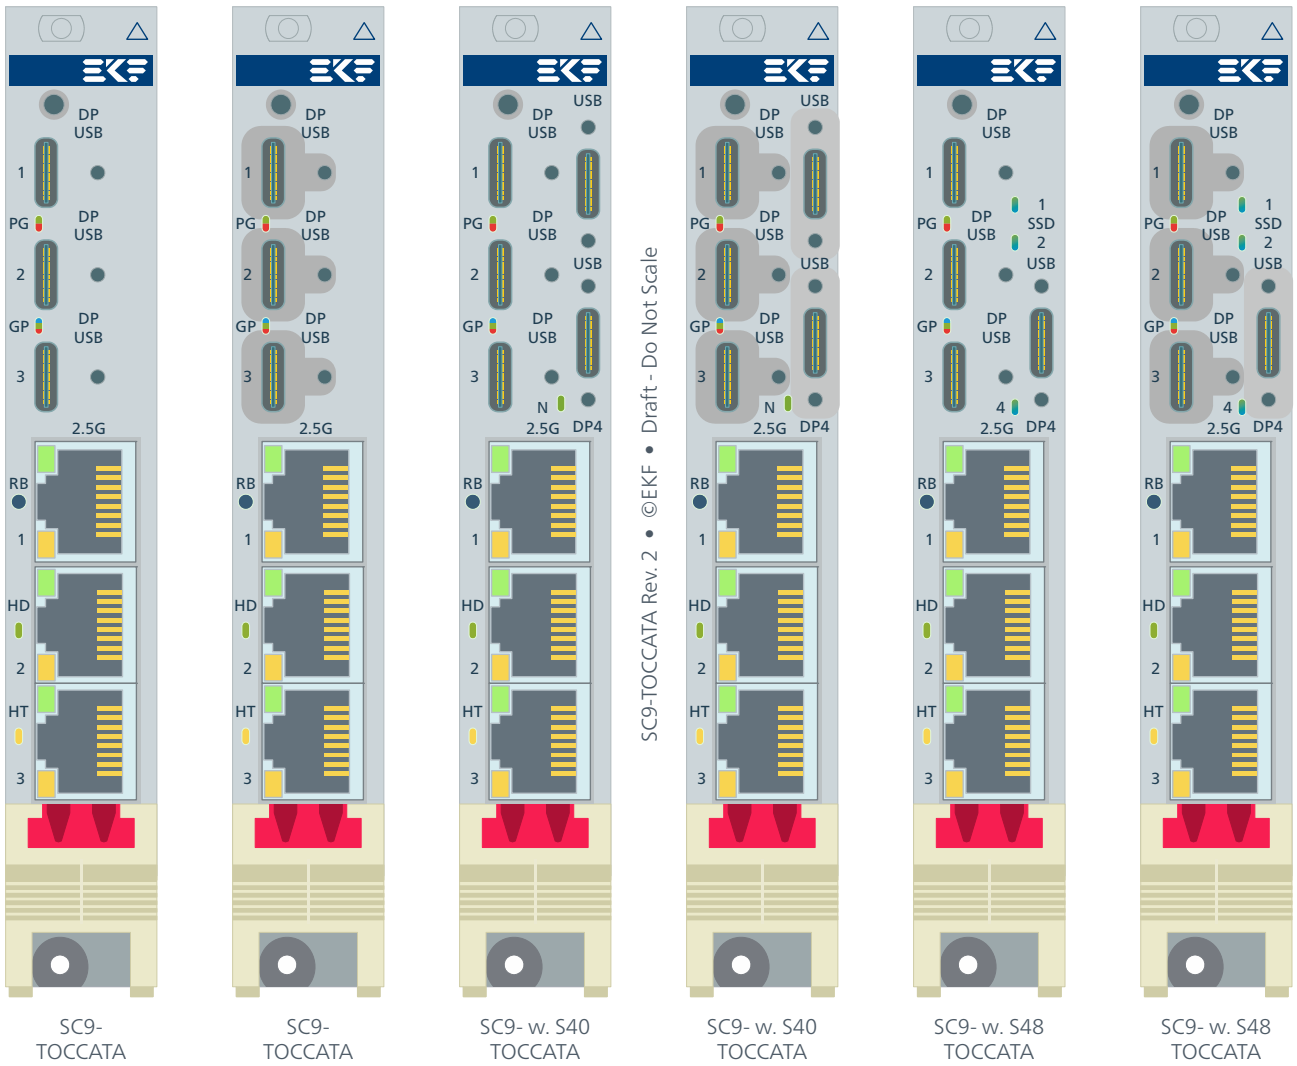 EKF
DP
USB
1
PG
DP
USB
2
GP
DP
USB
3
2.5G
RB
1
HD
2
HT
3
SC9-
TOCCATA
EKF
DP
USB
1
PG
DP
USB
2
GP
DP
USB
3
2.5G
RB
1
HD
2
HT
3
SC9-
TOCCATA
EKF
USB
DP
USB
1
PG
DP
USB
USB
2
GP
DP
USB
3
N
2.5G DP4
RB
1
HD
2
HT
3
SC9- w. S40
TOCCATA
SC9-TOCCATA Rev. 2 • ©EKF • Draft - Do Not Scale
EKF
USB
DP
USB
1
PG
DP
USB
USB
2
GP
DP
USB
3
N
2.5G DP4
RB
1
HD
2
HT
3
SC9- w. S40
TOCCATA
EKF
DP
USB
1
1
PG
DP
USB
SSD
2
USB
2
GP
DP
USB
3
4
2.5G DP4
RB
1
HD
2
HT
3
SC9- w. S48
TOCCATA
EKF
DP
USB
1
1
PG
DP
USB
SSD
2
USB
2
GP
DP
USB
3
4
2.5G DP4
RB
1
HD
2
HT
3
SC9- w. S48
TOCCATA